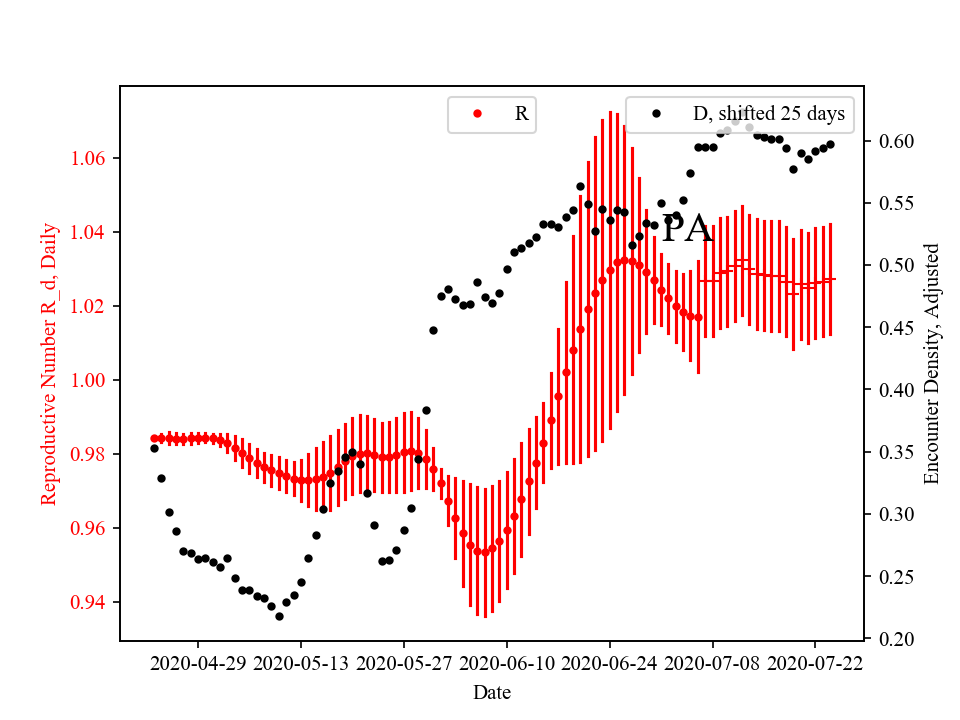 R
D, shifted 25 days
PA
Reproductive Number R_d, Daily
1.06
1.04
1.02
1.00
0.98
0.96
0.94
Encounter Density, Adjusted
0.60
0.55
0.50
0.45
0.40
0.35
0.30
0.25
0.20
2020-04-29 2020-05-13 2020-05-27 2020-06-10 2020-06-24 2020-07-08 2020-07-22
Date